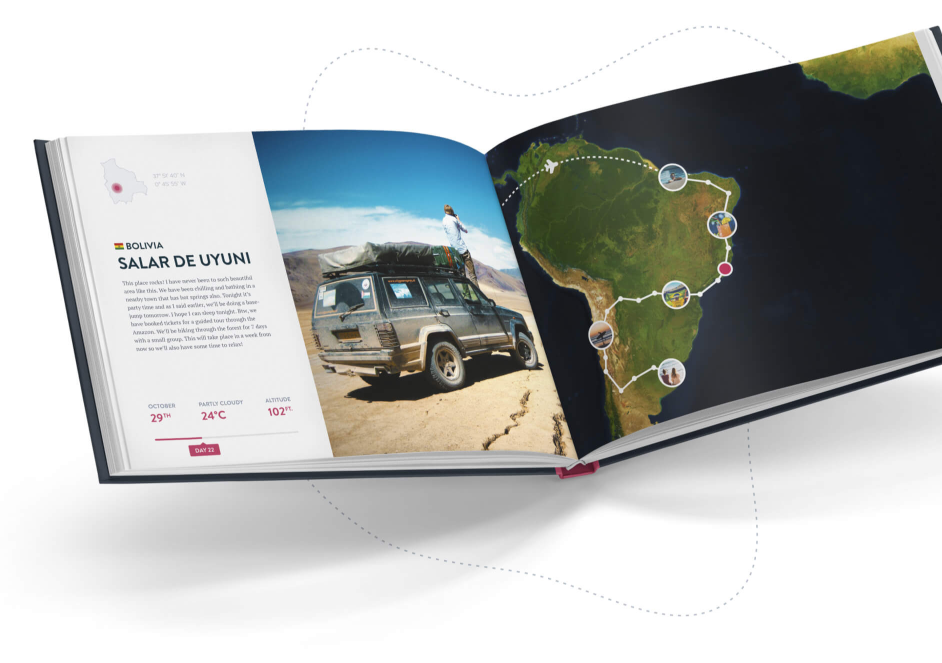 BOLIVIA
SALAR DE UYUNI
This place rocks! I have never been to such beautiful
area like this. We have been chilling and bathing in a
nearby town that has hot springs also. Tonight it's
party time and as I said earlier, we'll be doing a base-
jump tomorrow. I hope I can sleep tonight. Btw, we
have booked tickets for a guided tour through the
Amazon. We'll be hiking through the forest for 7 days
with a small group. This will take place in a week from
now so we'll also have some time to relax!
OCTOBER
29TH
PARTLY CLOUDY
24°C
ALTITUDE
102FT.
DAY 22